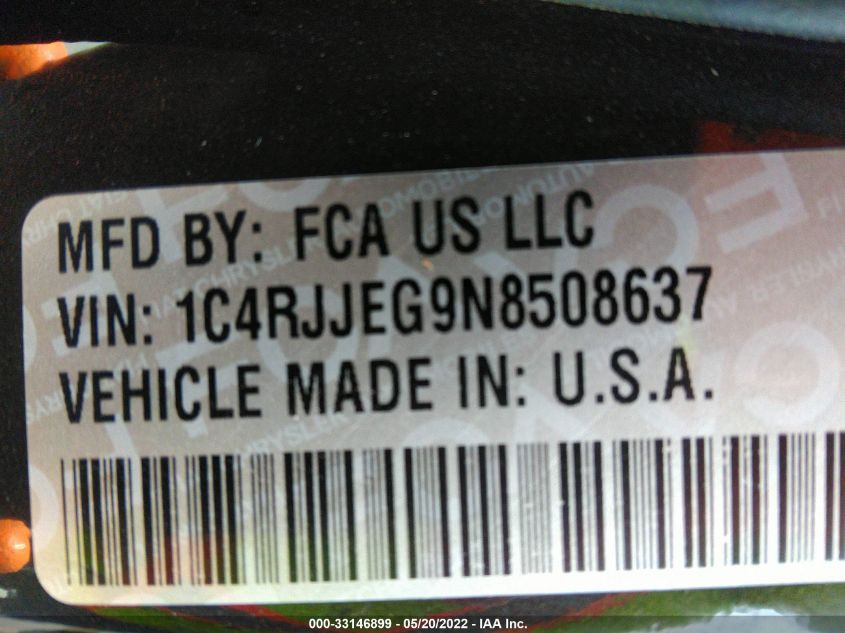 MFD BY: FCA US LLC
VIN: 1C4RJJEG9N8508637
VEHICLE MADE IN: U.S.A.
000-33146899 - 05/20/2022 - IAA Inc.